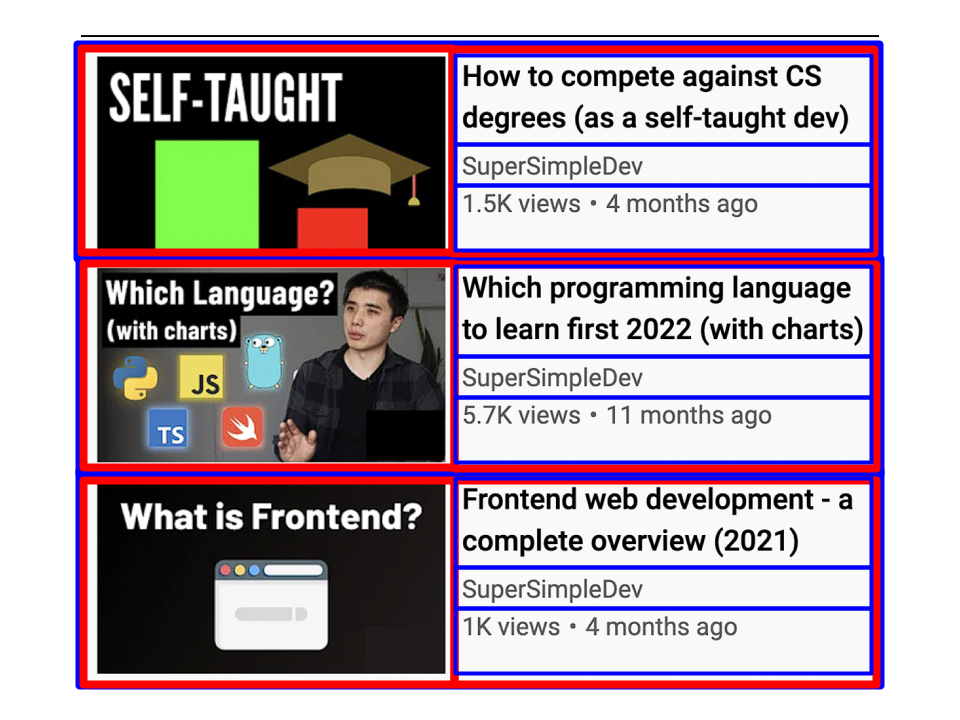 SELF-TAUGHT
How to compete against CS
degrees (as a self-taught dev)
SuperSimpleDev
1.5K views • 4 months ago
Which Language?
(with charts)
JS
TS
Which programming language
to learn first 2022 (with charts)
SuperSimpleDev
5.7K views • 11 months ago
What is Frontend?
Frontend web development - a
complete overview (2021)
SuperSimpleDev
1K views • 4 months ago